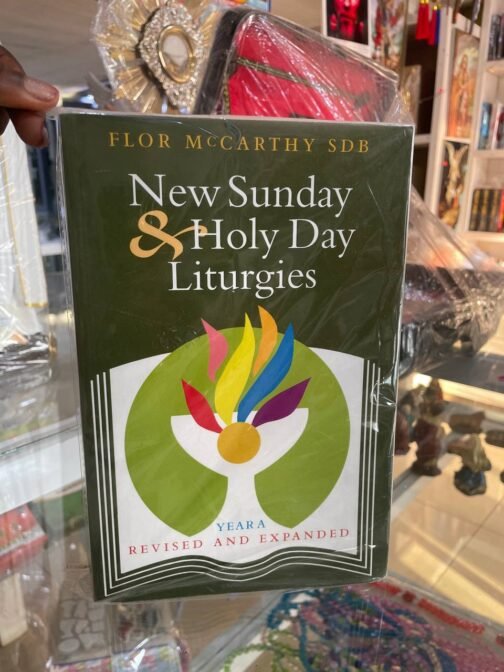 FLOR McCARTHY SDB
New Sunday
& Holy Day
Liturgies
YEAR A
REVISED AND EXPANDED